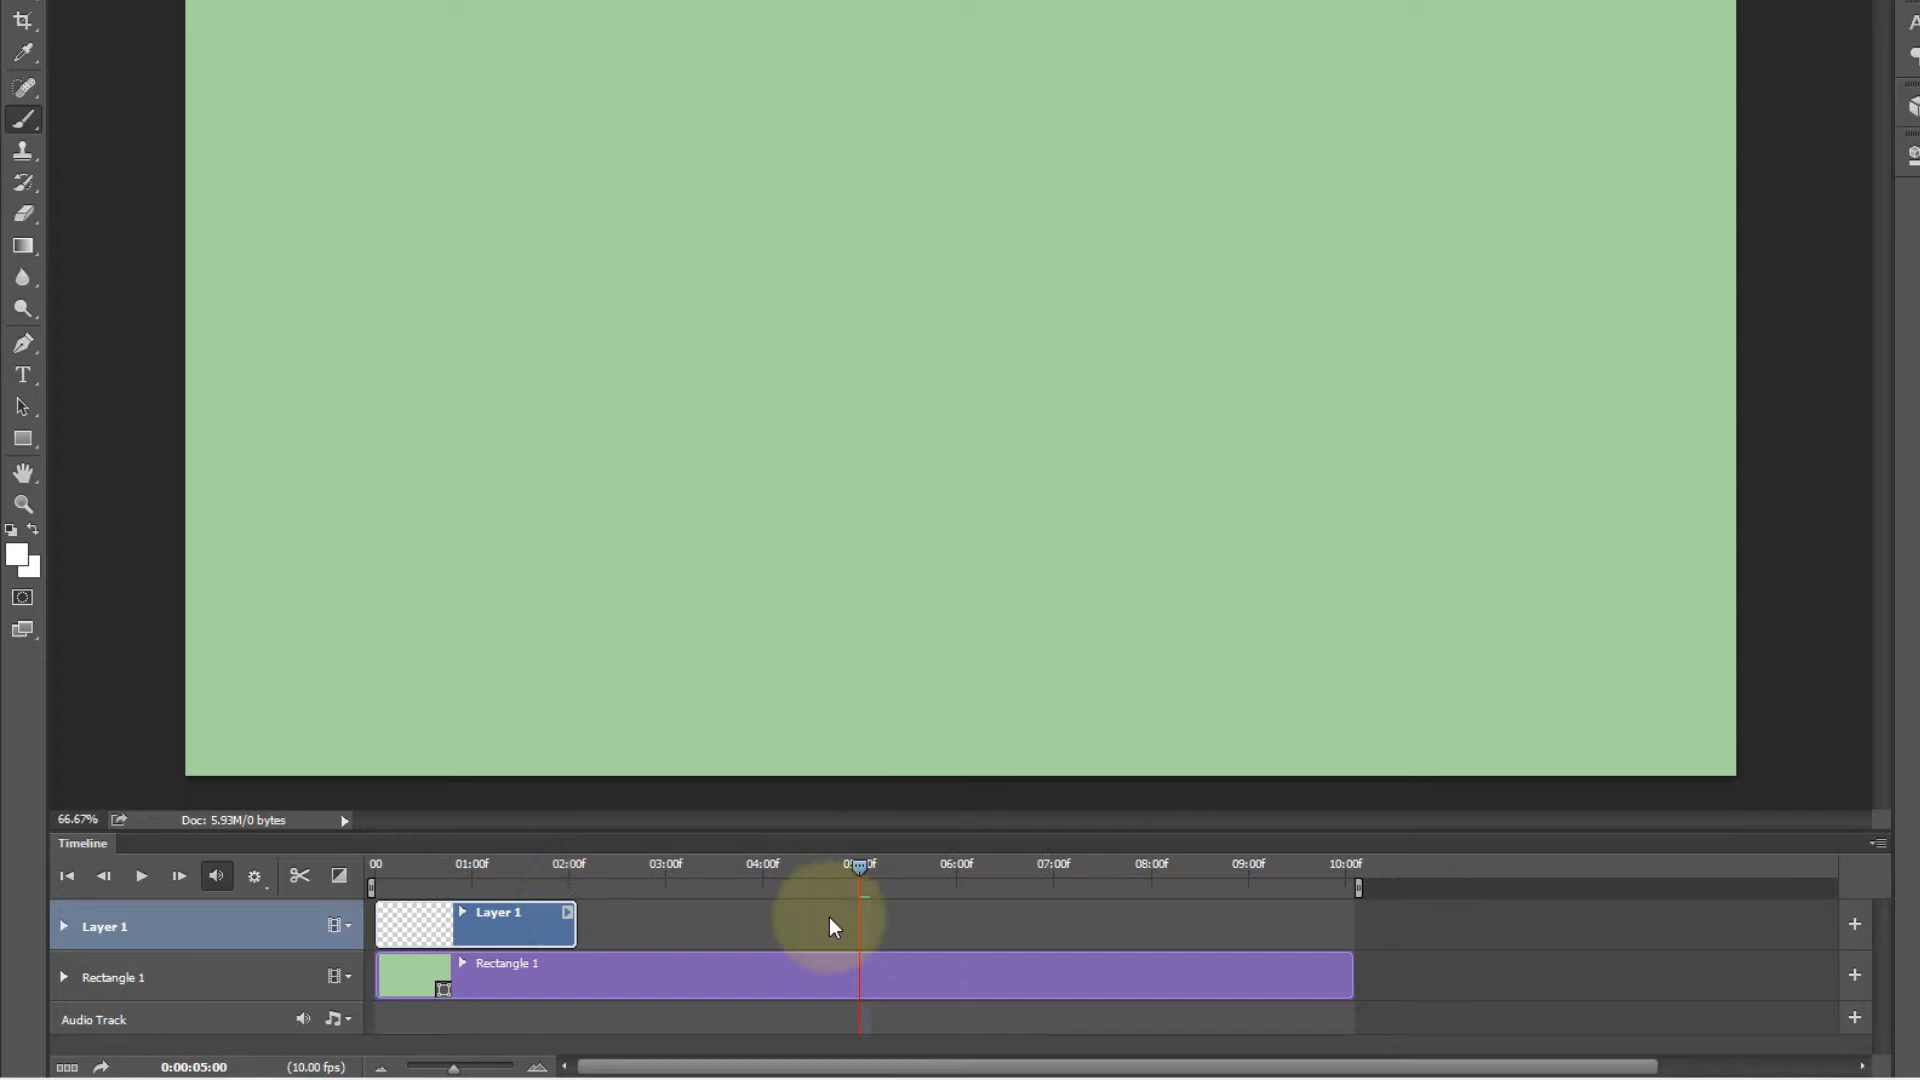 66.67% Doc: 5.93M/0 bytes
Timeline
00 01:00f 02:00f 03:00f 04:00f 06:00f 07:00f 08:00f 09:00f 10:00f
Layer 1 Layer 1
Rectangle 1 Rectangle 1
Audio Track
0:00:05:00 (10.00 fps)